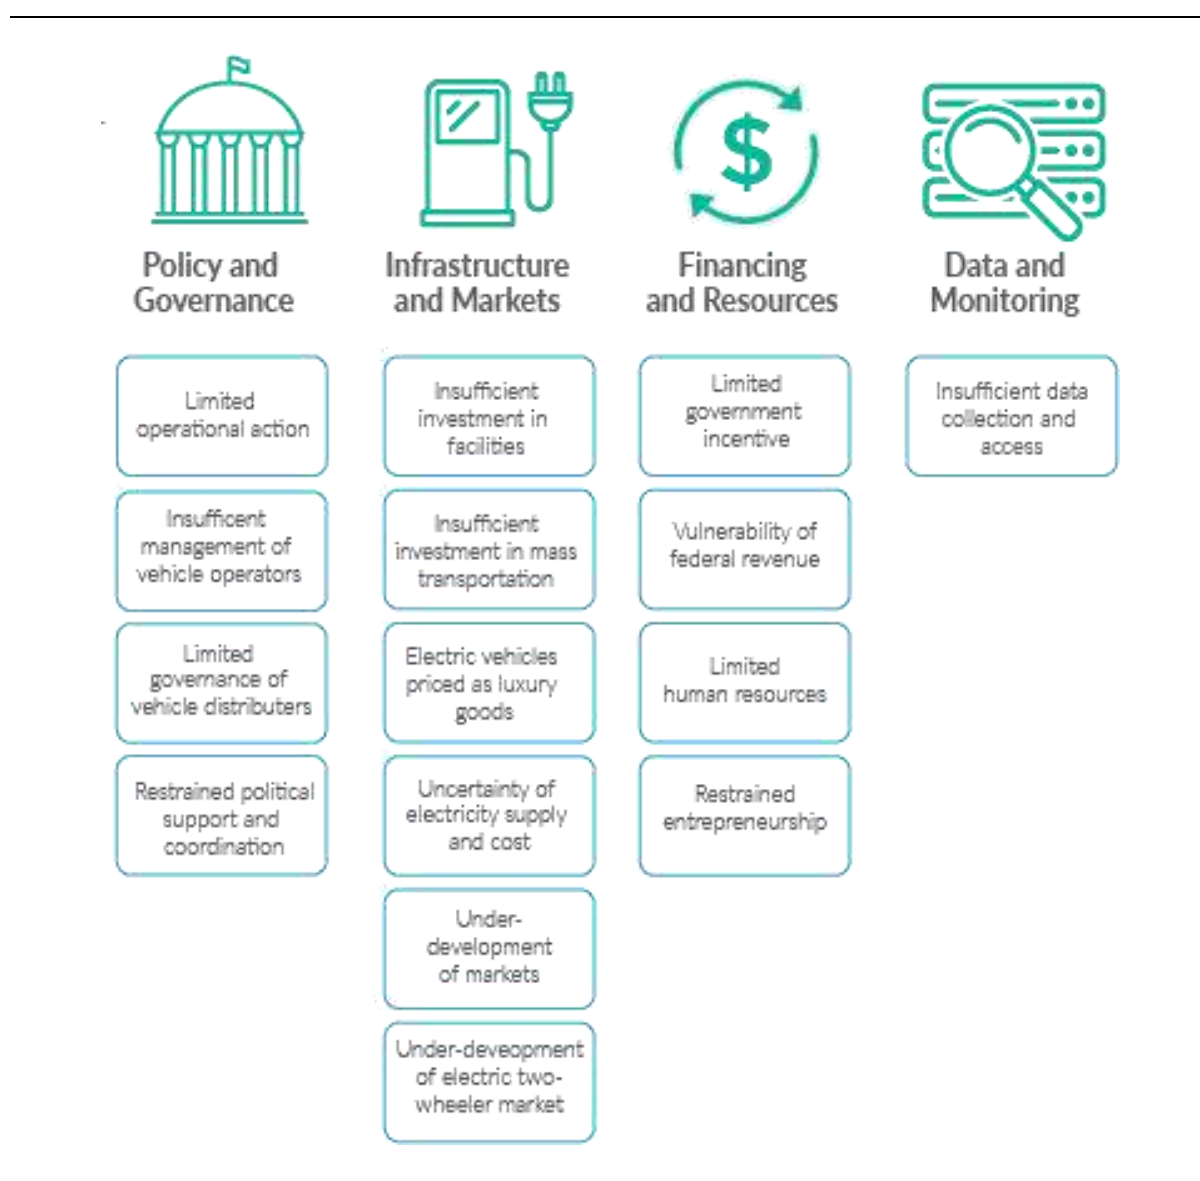 Policy and
Governance
Limited
operational action
Insufficent
management of
vehicle operators
Limited
governance of
vehicle distributers
Restrained political
support and
coordination
Infrastructure
and Markets
Insufficient
investment in
facilities
Insufficient
investment in mass
transportation
Electric vehicles
priced as luxury
goods
Uncertainty of
electricity supply
and cost
Under-
development
of markets
Under-deveopment
of electric two-
wheeler market
$
Financing
and Resources
Limited
government
incentive
Vulnerability of
federal revenue
Limited
human resources
Restrained
entrepreneurship
Data and
Monitoring
Insufficient data
collection and
access